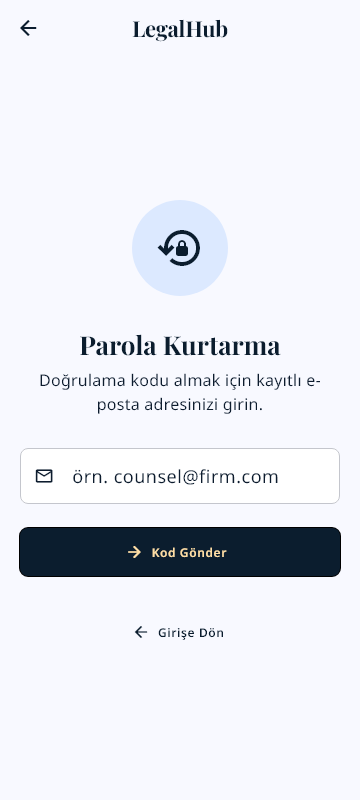 LegalHub
Parola Kurtarma
Doğrulama kodu almak için kayıtlı e-
posta adresinizi girin.
örn. counsel@firm.com
Kod Gönder
Girişe Dön